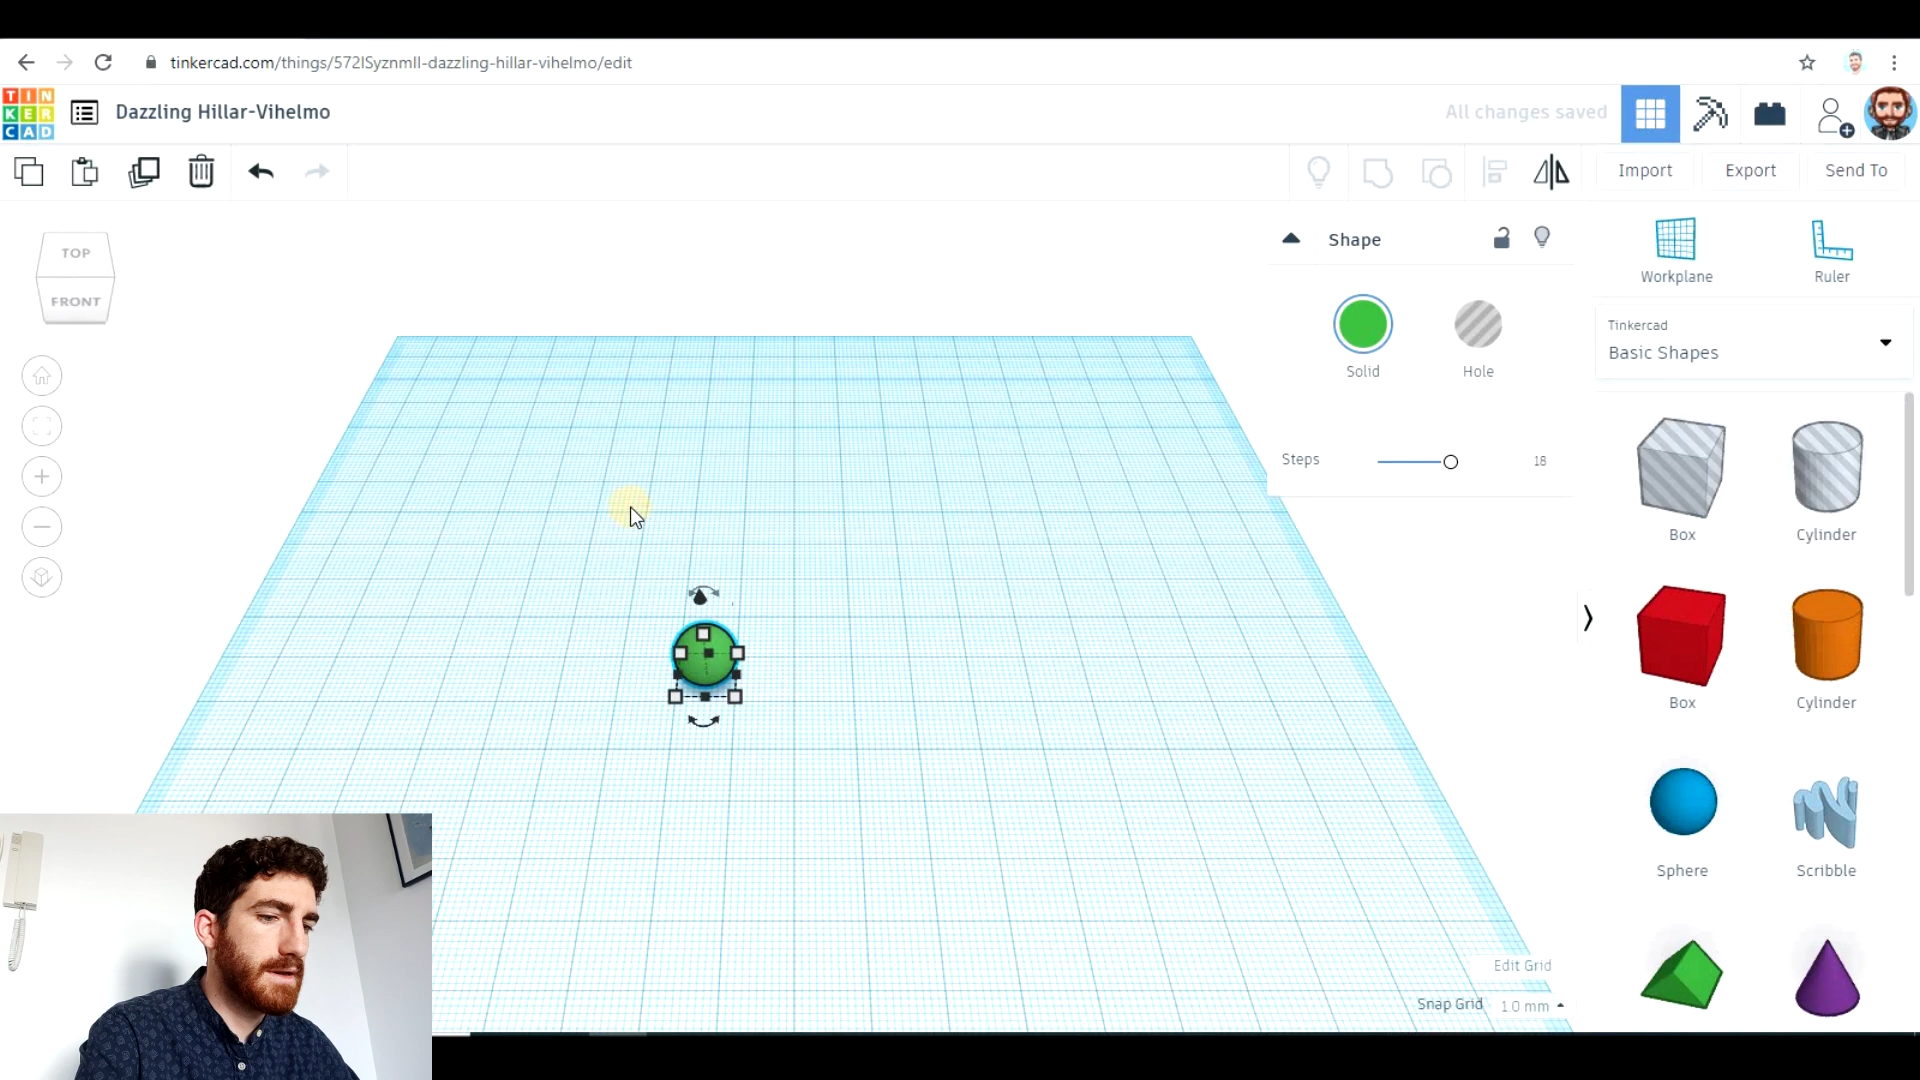 tinkercad.com/things/572ISyznmlI-dazzling-hillar-vihelmo/edit
TIN
KER
CAD
Dazzling Hillar-Vihelmo
All changes saved
Import
Export
Send To
TOP
FRONT
Shape
Solid
Hole
Steps
18
Workplane
Ruler
Tinkercad
Basic Shapes
Box
Cylinder
Box
Cylinder
Sphere
Scribble
Edit Grid
Snap Grid 1.0 mm